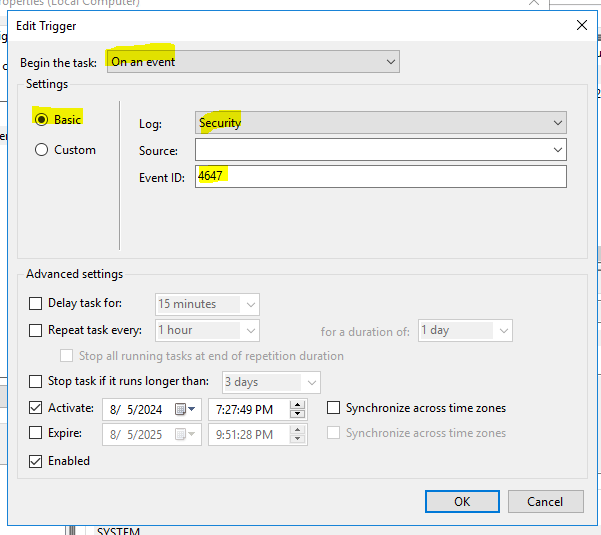 roperties (Local Computer)
Edit Trigger
Begin the task: On an event
Settings
Basic
Custom
Log: Security
Source:
Event ID: 4647
Advanced settings
Delay task for: 15 minutes
Repeat task every: 1 hour for a duration of: 1 day
Stop all running tasks at end of repetition duration
Stop task if it runs longer than: 3 days
Activate: 8/ 5/2024 7:27:49 PM Synchronize across time zones
Expire: 8/ 5/2025 9:51:28 PM Synchronize across time zones
Enabled
OK Cancel
SYSTEM